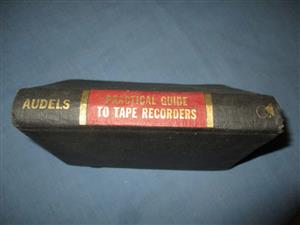 AUDELS
PRACTICAL GUIDE
TO TAPE RECORDERS